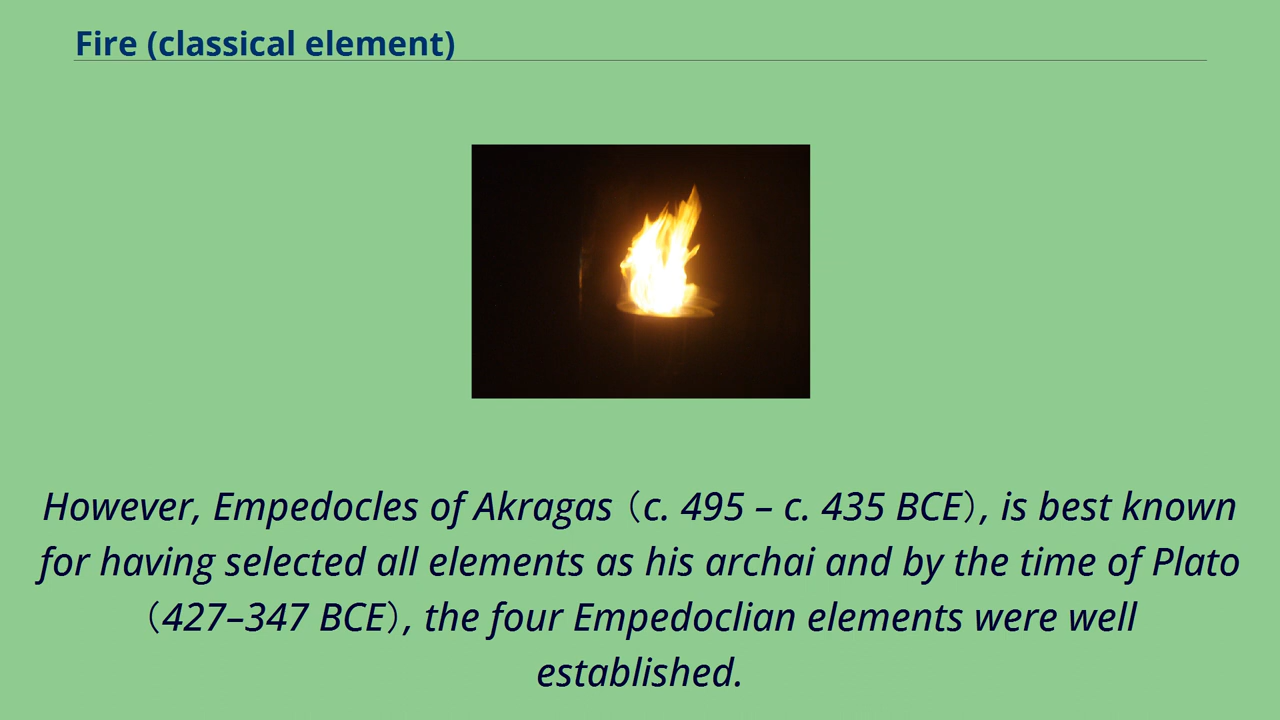 Fire (classical element)
However, Empedocles of Akragas（c. 495 – c. 435 BCE）, is best known
for having selected all elements as his archai and by the time of Plato
（427–347 BCE）, the four Empedoclian elements were well
established.